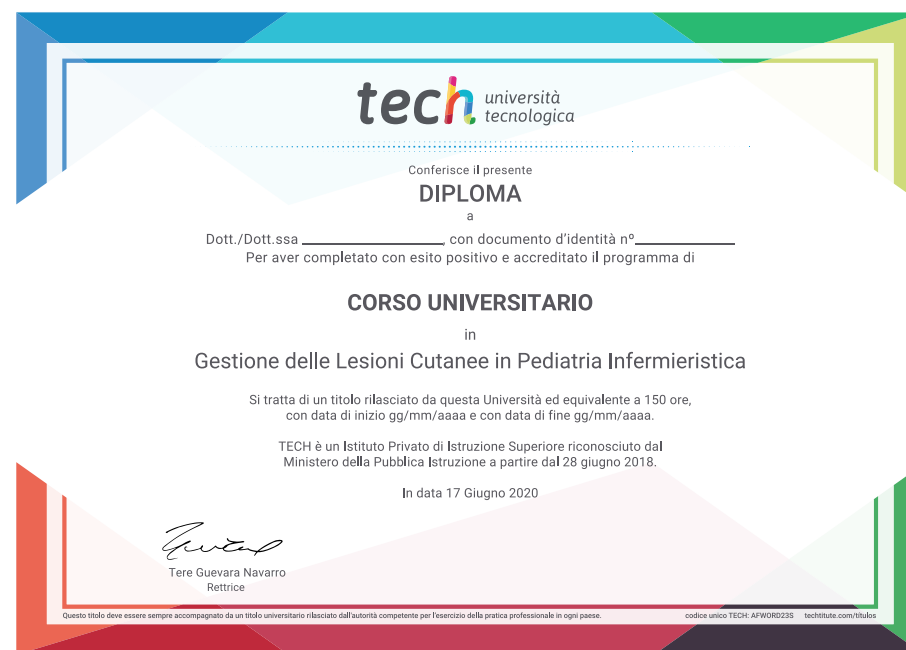 tech università
tecnologica
Conferisce il presente
DIPLOMA
a
Dott./Dott.ssa ____________________, con documento d'identità nº______________
Per aver completato con esito positivo e accreditato il programma di
CORSO UNIVERSITARIO
in
Gestione delle Lesioni Cutanee in Pediatria Infermieristica
Si tratta di un titolo rilasciato da questa Università ed equivalente a 150 ore,
con data di inizio gg/mm/aaaa e con data di fine gg/mm/aaaa.
TECH è un Istituto Privato di Istruzione Superiore riconosciuto dal
Ministero della Pubblica Istruzione a partire dal 28 giugno 2018.
In data 17 Giugno 2020
Tere Guevara Navarro
Rettrice
Questo titolo deve essere sempre accompagnato da un titolo universitario rilasciato dall'autorità competente per l'esercizio della pratica professionale in ogni paese. codice unico TECH: AFWORD23S techtitute.com/titulos